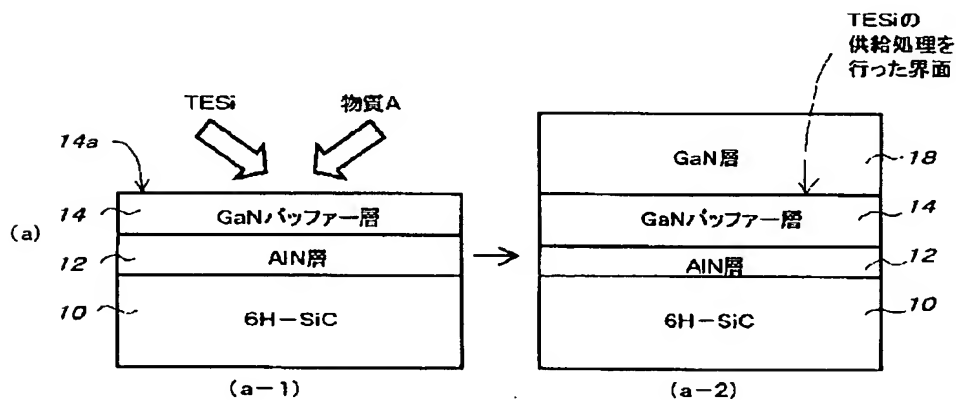 TESiの
供給処理を
行った界面
TESi
物質A
14a
14
GaNバッファー層
12
AlN層
10
6H-SiC
(a)
(a-1)
GaN層
18
GaNバッファー層
14
AlN層
12
6H-SiC
10
(a-2)